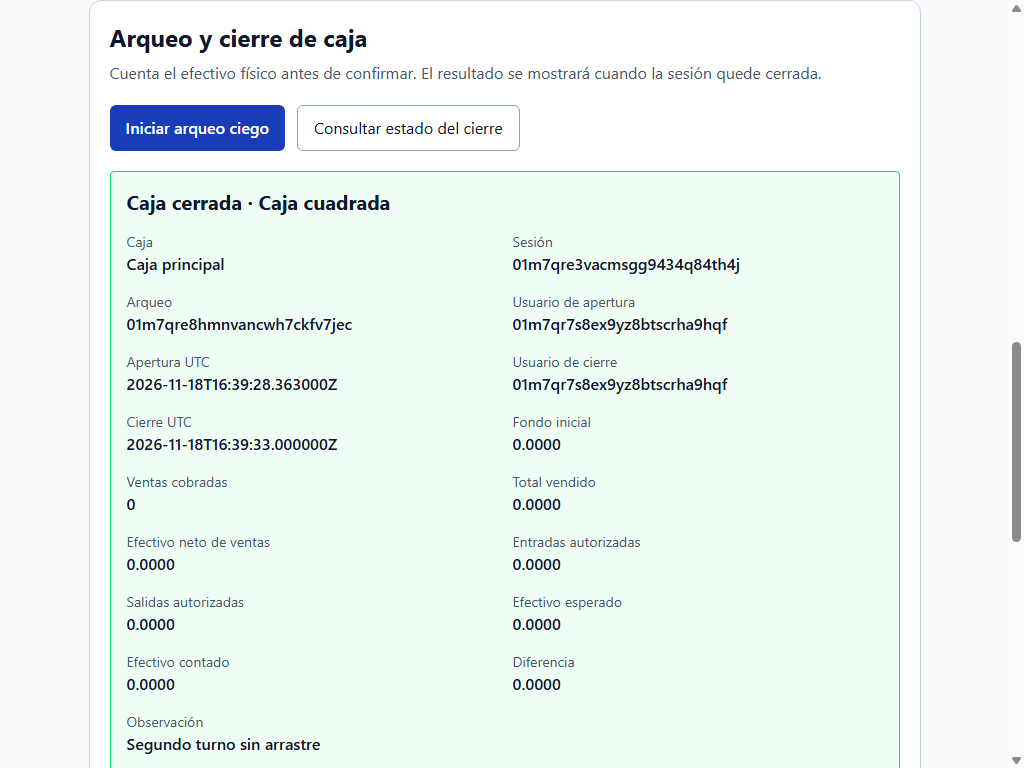 Arqueo y cierre de caja
Cuenta el efectivo físico antes de confirmar. El resultado se mostrará cuando la sesión quede cerrada.
Iniciar arqueo ciego
Consultar estado del cierre
Caja cerrada · Caja cuadrada
Caja
Caja principal
Sesión
01m7qre3vacmsgg9434q84th4j
Arqueo
01m7qre8hmnvancwh7ckfv7jec
Usuario de apertura
01m7qr7s8ex9yz8btscrha9hqf
Apertura UTC
2026-11-18T16:39:28.363000Z
Usuario de cierre
01m7qr7s8ex9yz8btscrha9hqf
Cierre UTC
2026-11-18T16:39:33.000000Z
Fondo inicial
0.0000
Ventas cobradas
0
Total vendido
0.0000
Efectivo neto de ventas
0.0000
Entradas autorizadas
0.0000
Salidas autorizadas
0.0000
Efectivo esperado
0.0000
Efectivo contado
0.0000
Diferencia
0.0000
Observación
Segundo turno sin arrastre